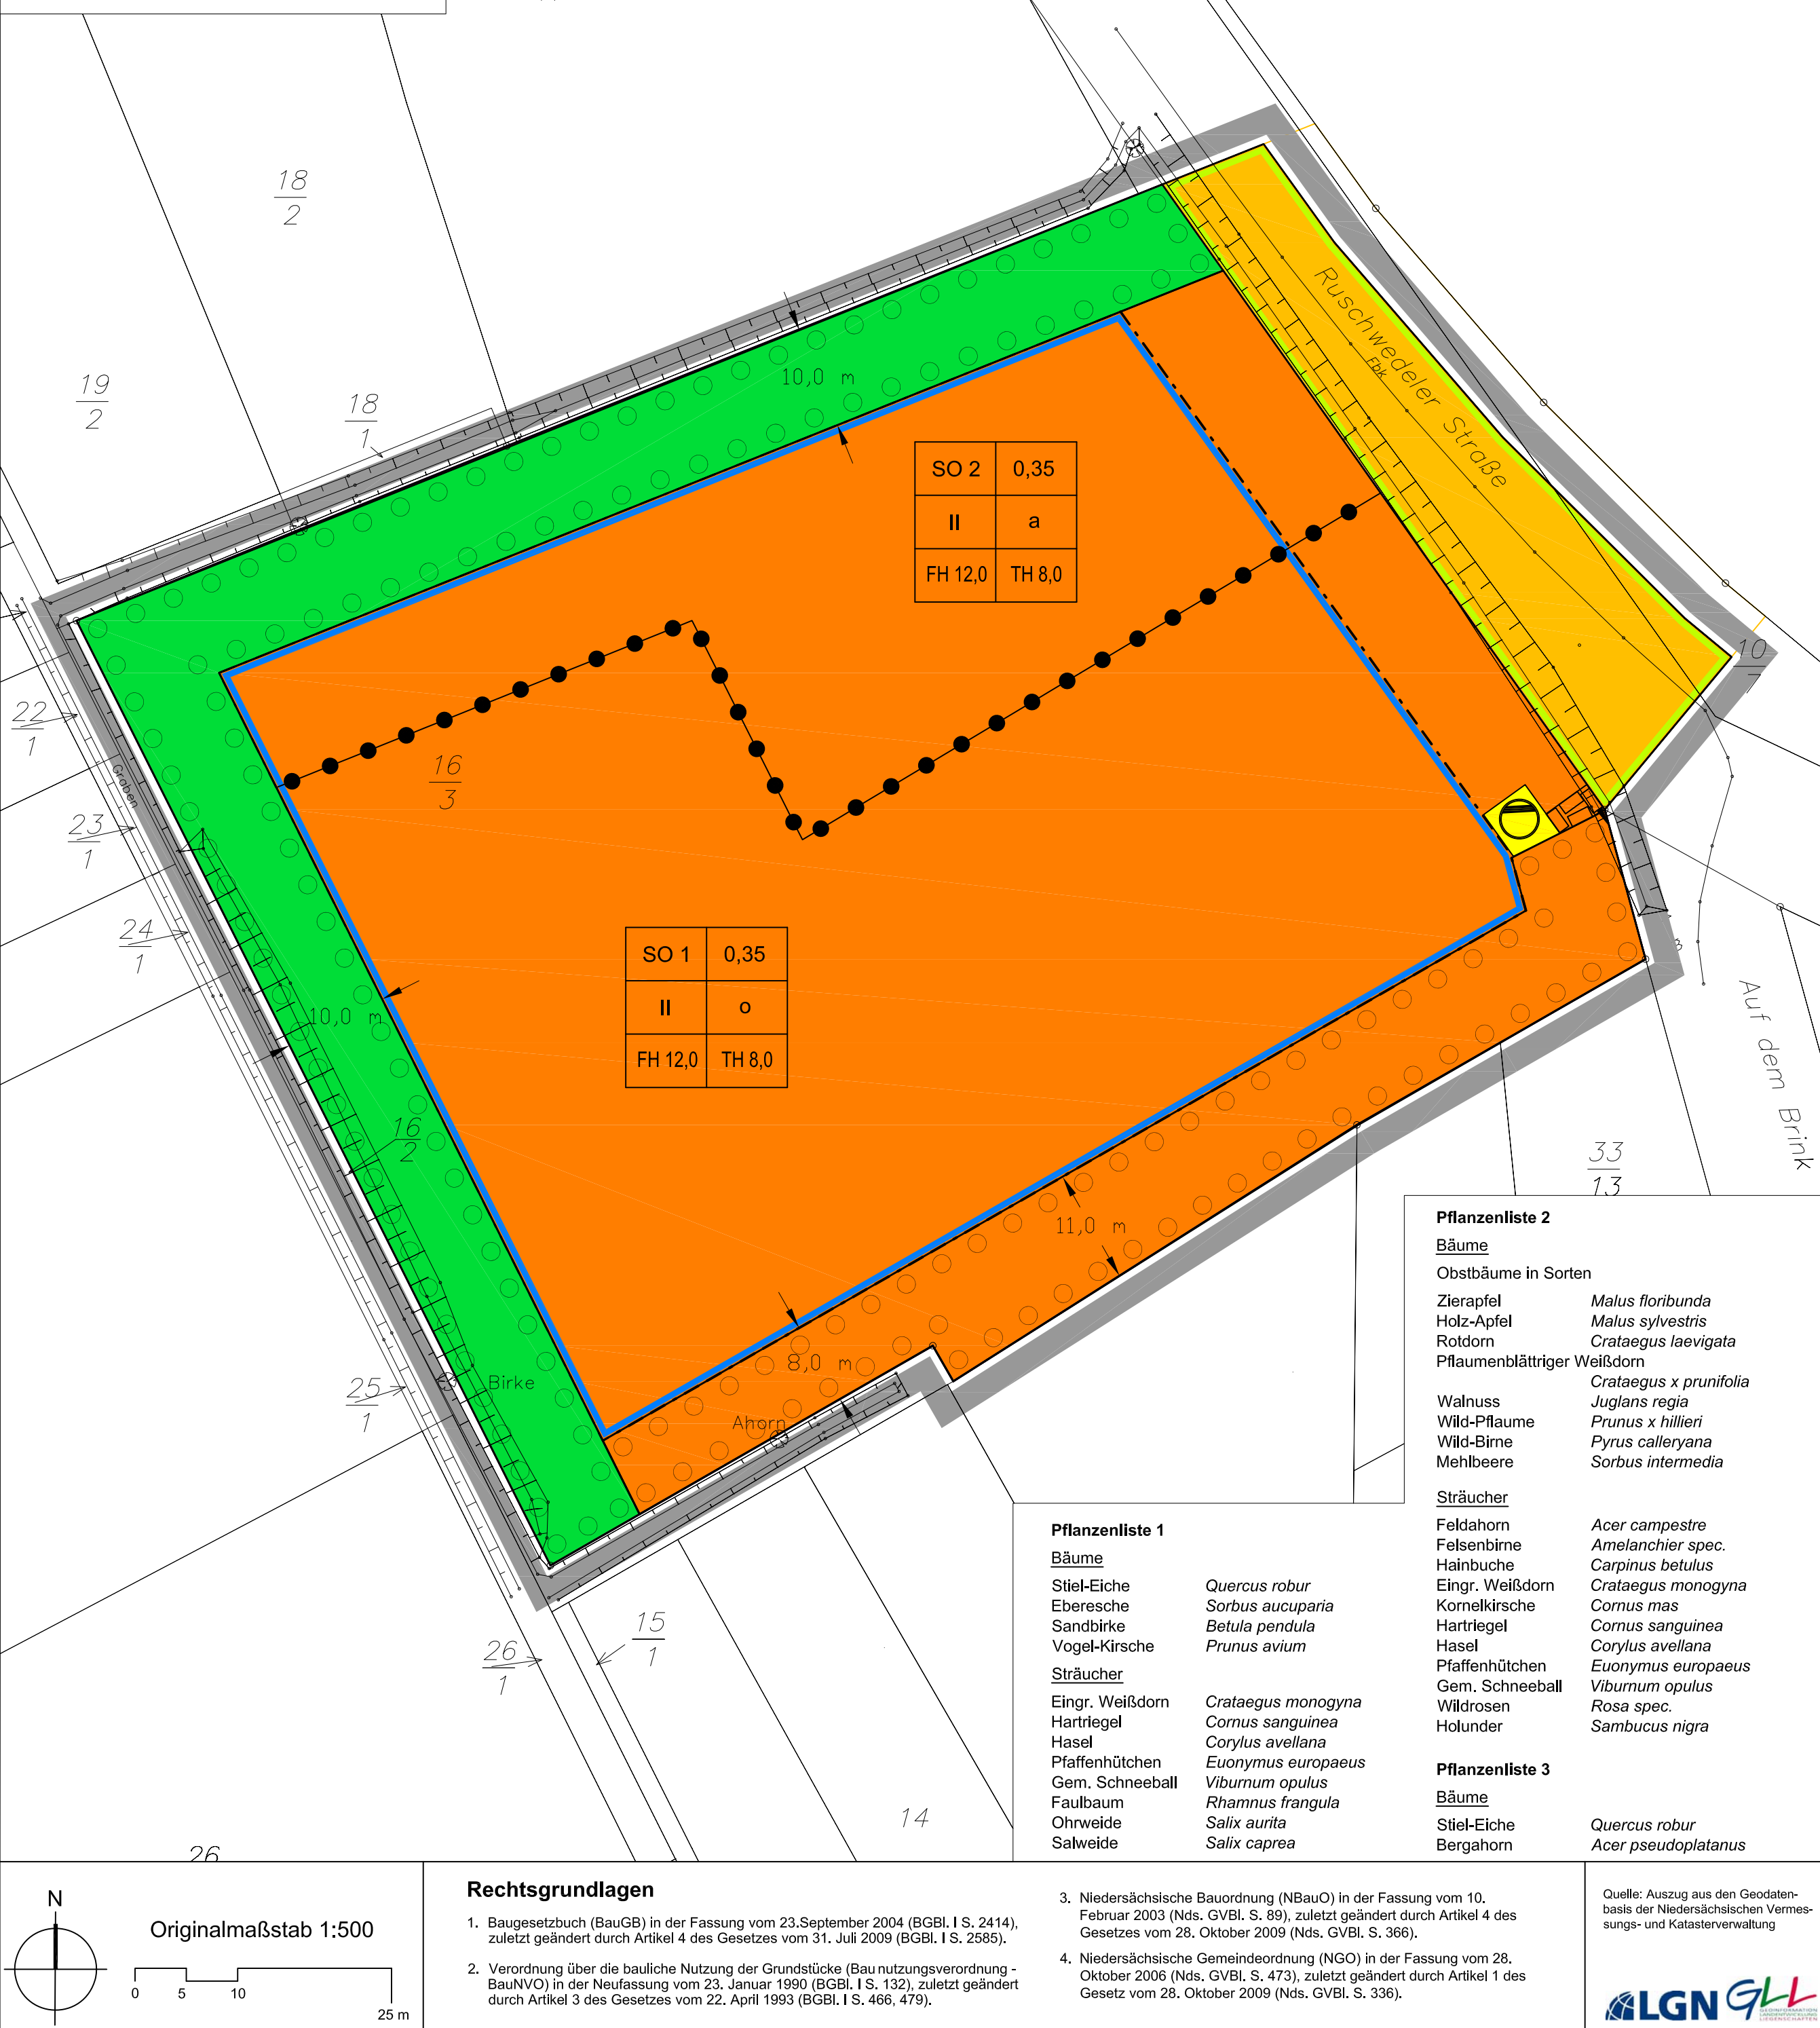 18
2
19
2
18
1
10,0 m
Ruschwedeler Straße
Fbk
SO 2 0,35
II a
FH 12,0 TH 8,0
10
22
1
Graben
16
3
23
1
24
1
SO 1 0,35
II o
FH 12,0 TH 8,0
10,0 m
Auf dem Brink
16
2
33
13
11,0 m
8,0 m
25
1
Birke
Ahorn
15
1
26
1
14
26
Pflanzenliste 2
Bäume
Obstbäume in Sorten
Zierapfel Malus floribunda
Holz-Apfel Malus sylvestris
Rotdorn Crataegus laevigata
Pflaumenblättriger Weißdorn
Crataegus x prunifolia
Walnuss Juglans regia
Wild-Pflaume Prunus x hillieri
Wild-Birne Pyrus calleryana
Mehlbeere Sorbus intermedia
Sträucher
Feldahorn Acer campestre
Felsenbirne Amelanchier spec.
Hainbuche Carpinus betulus
Eingr. Weißdorn Crataegus monogyna
Kornelkirsche Cornus mas
Hartriegel Cornus sanguinea
Hasel Corylus avellana
Pfaffenhütchen Euonymus europaeus
Gem. Schneeball Viburnum opulus
Wildrosen Rosa spec.
Holunder Sambucus nigra
Pflanzenliste 3
Bäume
Stiel-Eiche Quercus robur
Bergahorn Acer pseudoplatanus
Pflanzenliste 1
Bäume
Stiel-Eiche Quercus robur
Eberesche Sorbus aucuparia
Sandbirke Betula pendula
Vogel-Kirsche Prunus avium
Sträucher
Eingr. Weißdorn Crataegus monogyna
Hartriegel Cornus sanguinea
Hasel Corylus avellana
Pfaffenhütchen Euonymus europaeus
Gem. Schneeball Viburnum opulus
Faulbaum Rhamnus frangula
Ohrweide Salix aurita
Salweide Salix caprea
N
Originalmaßstab 1:500
0 5 10
25 m
Rechtsgrundlagen
1. Baugesetzbuch (BauGB) in der Fassung vom 23.September 2004 (BGBl. I S. 2414),
zuletzt geändert durch Artikel 4 des Gesetzes vom 31. Juli 2009 (BGBl. I S. 2585).
2. Verordnung über die bauliche Nutzung der Grundstücke (Baunutzungsverordnung -
BauNVO) in der Neufassung vom 23. Januar 1990 (BGBl. I S. 132), zuletzt geändert
durch Artikel 3 des Gesetzes vom 22. April 1993 (BGBl. I S. 466, 479).
3. Niedersächsische Bauordnung (NBauO) in der Fassung vom 10.
Februar 2003 (Nds. GVBl. S. 89), zuletzt geändert durch Artikel 4 des
Gesetzes vom 28. Oktober 2009 (Nds. GVBl. S. 366).
4. Niedersächsische Gemeindeordnung (NGO) in der Fassung vom 28.
Oktober 2006 (Nds. GVBl. S. 473), zuletzt geändert durch Artikel 1 des
Gesetz vom 28. Oktober 2009 (Nds. GVBl. S. 336).
Quelle: Auszug aus den Geodaten-
basis der Niedersächsischen Vermes-
sungs- und Katasterverwaltung
LGN GLL
GEOINFORMATION
LANDENTWICKLUNG
LIEGENSCHAFTEN